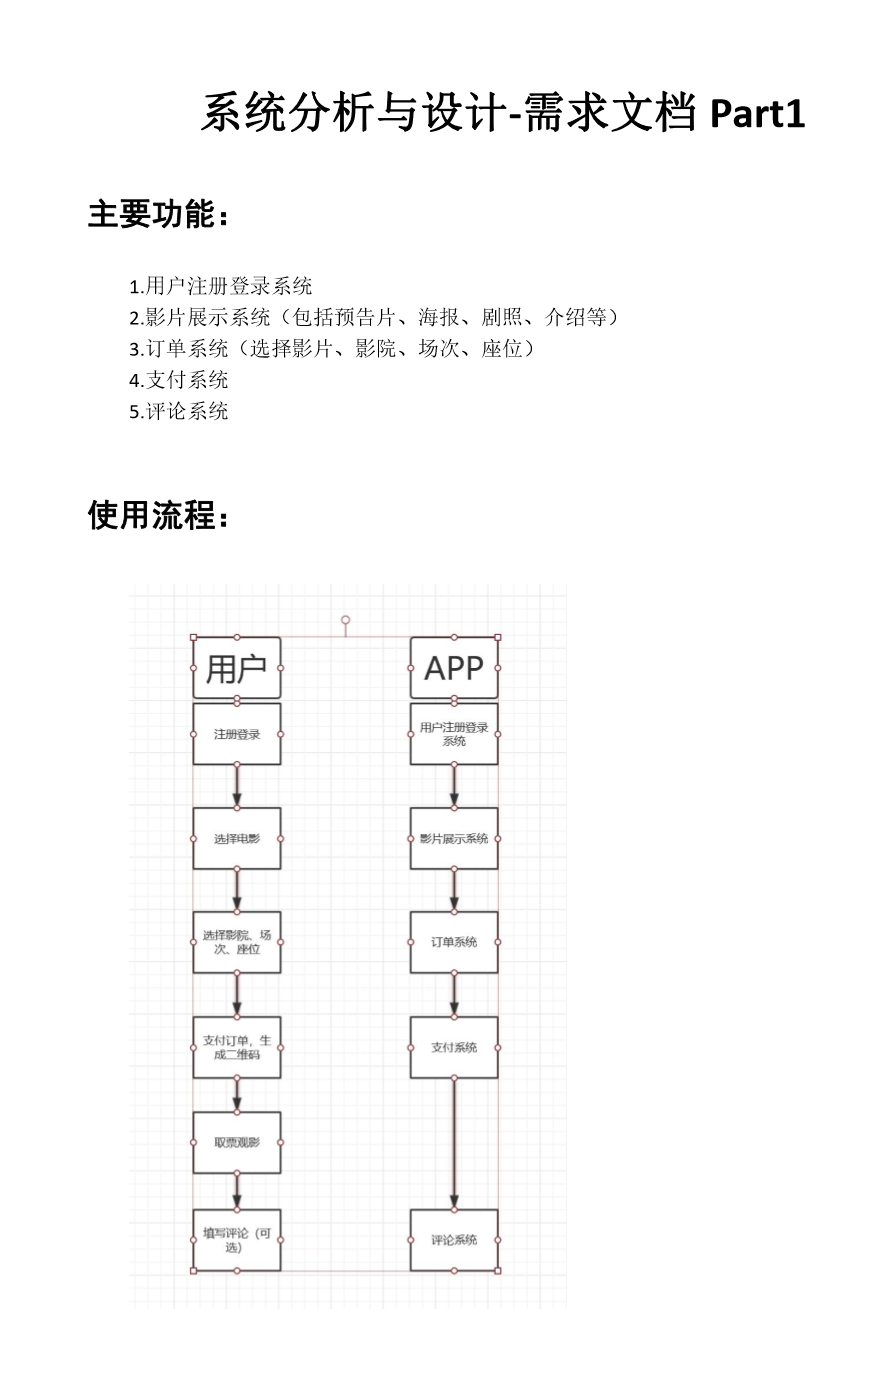 系统分析与设计-需求文档 Part1
主要功能：
1.用户注册登录系统
2.影片展示系统（包括预告片、海报、剧照、介绍等）
3.订单系统（选择影片、影院、场次、座位）
4.支付系统
5.评论系统
使用流程：
用户
APP
注册登录
用户注册登录
系统
选择电影
影片展示系统
选择影院、场
次、座位
订单系统
支付订单，生
成二维码
支付系统
取票观影
填写评论（可
选）
评论系统